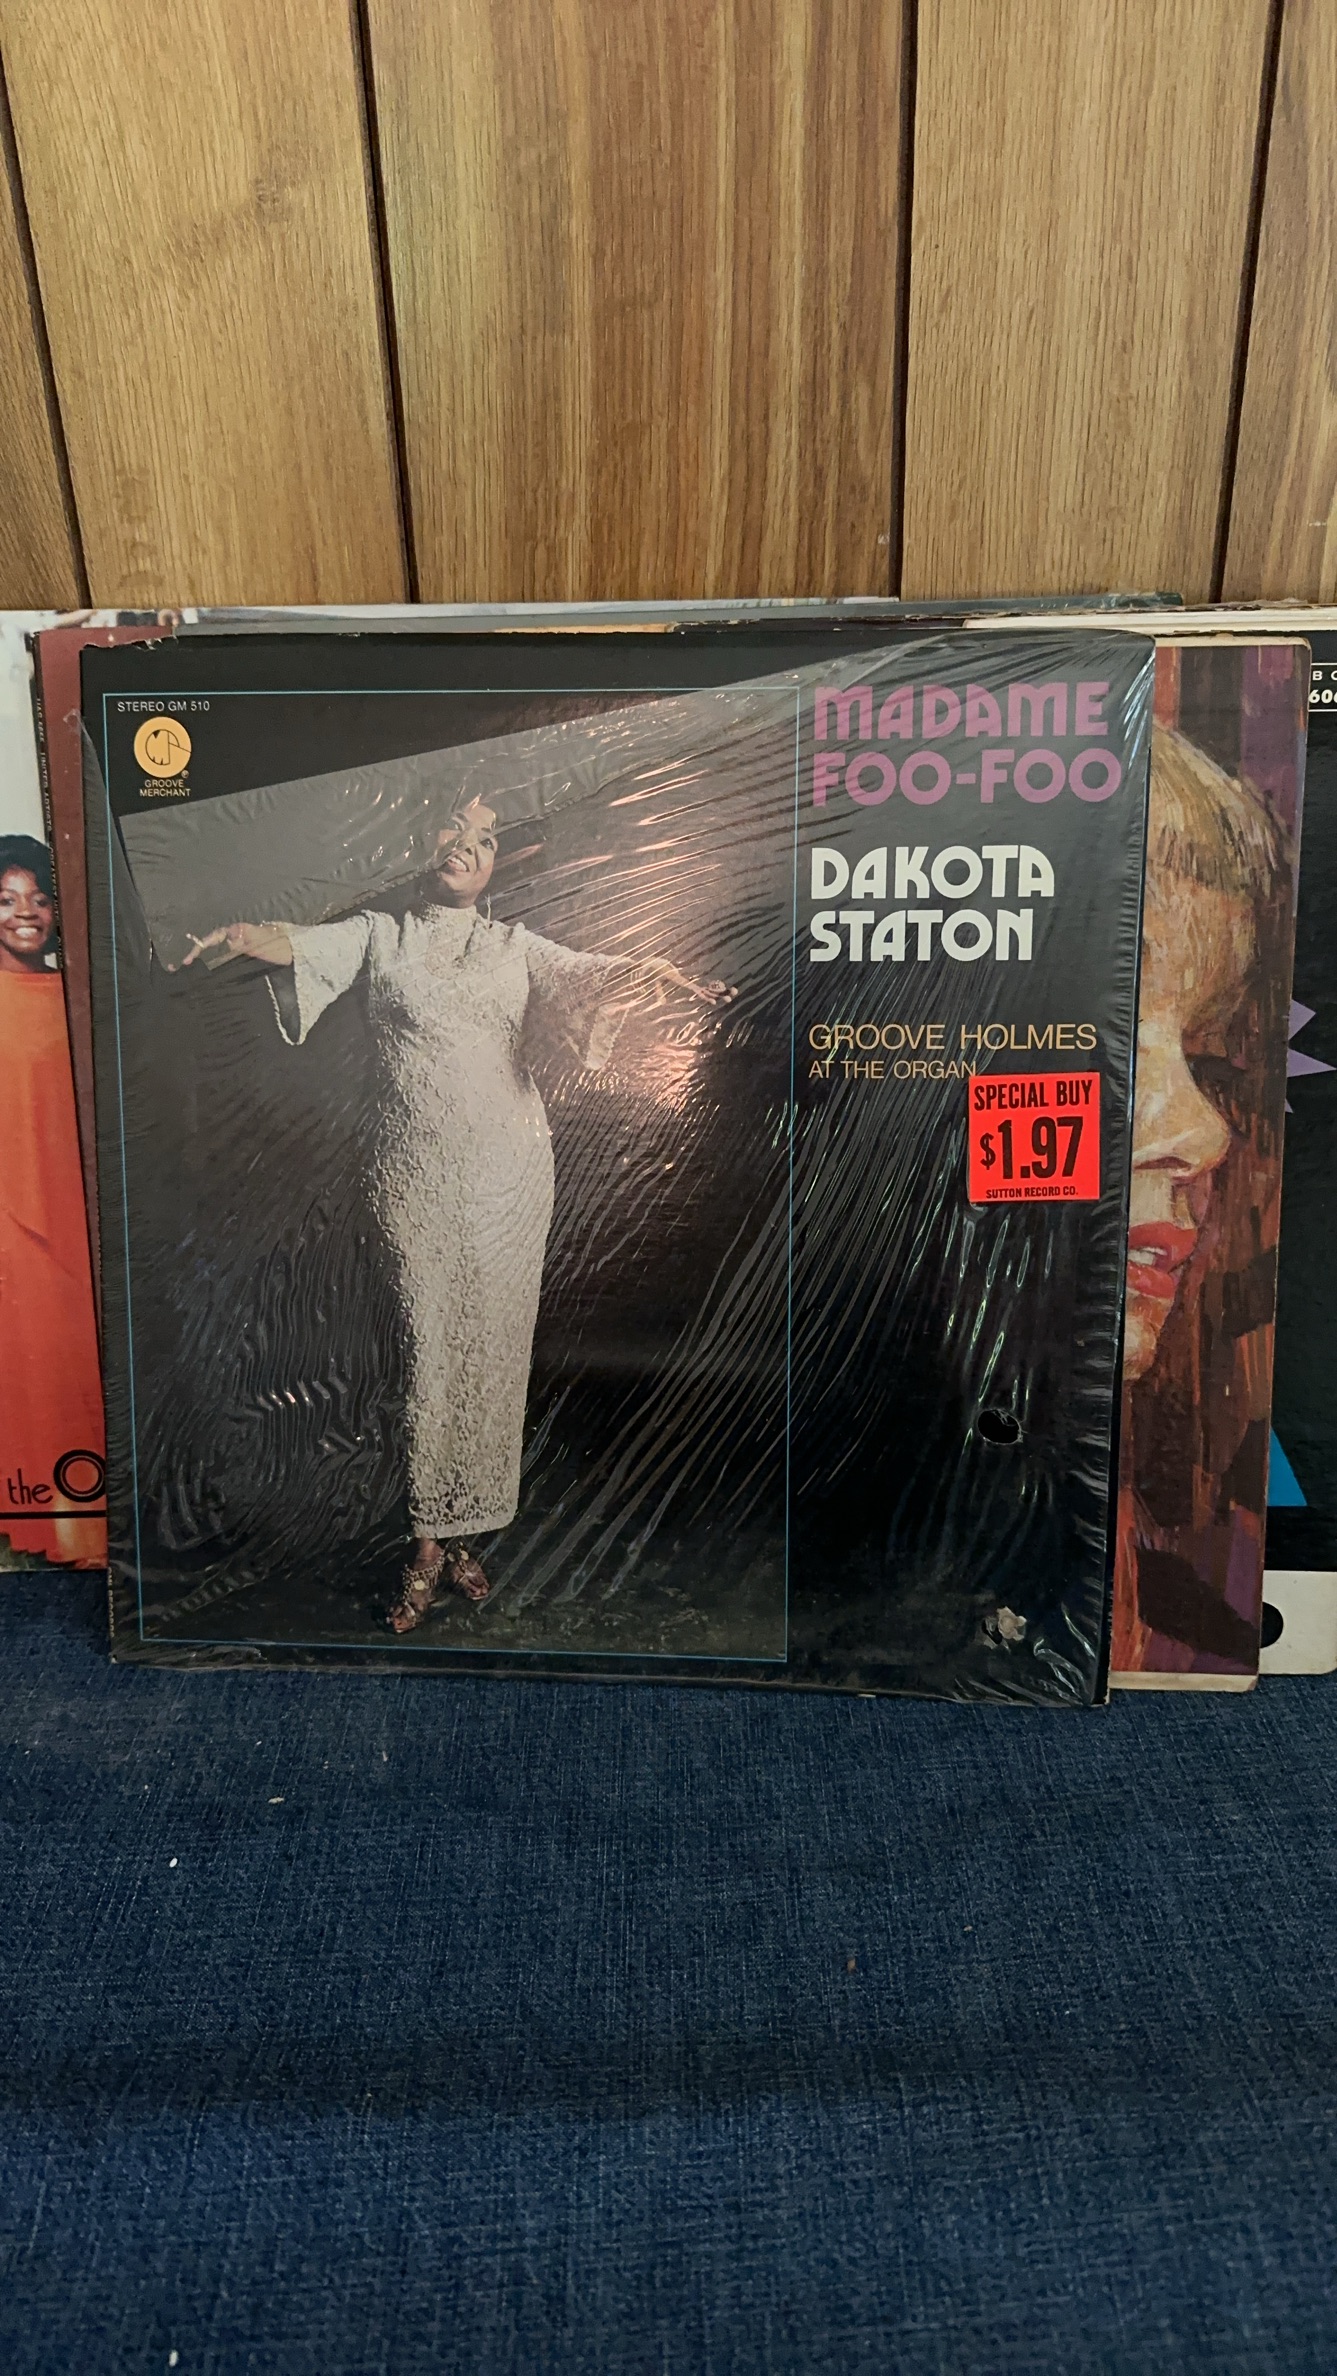 STEREO GM 510
GROOVE
MERCHANT
MADAME
FOO-FOO
DAKOTA
STATON
GROOVE HOLMES
AT THE ORGAN
SPECIAL BUY
$1.97
SUTTON RECORD CO.
the